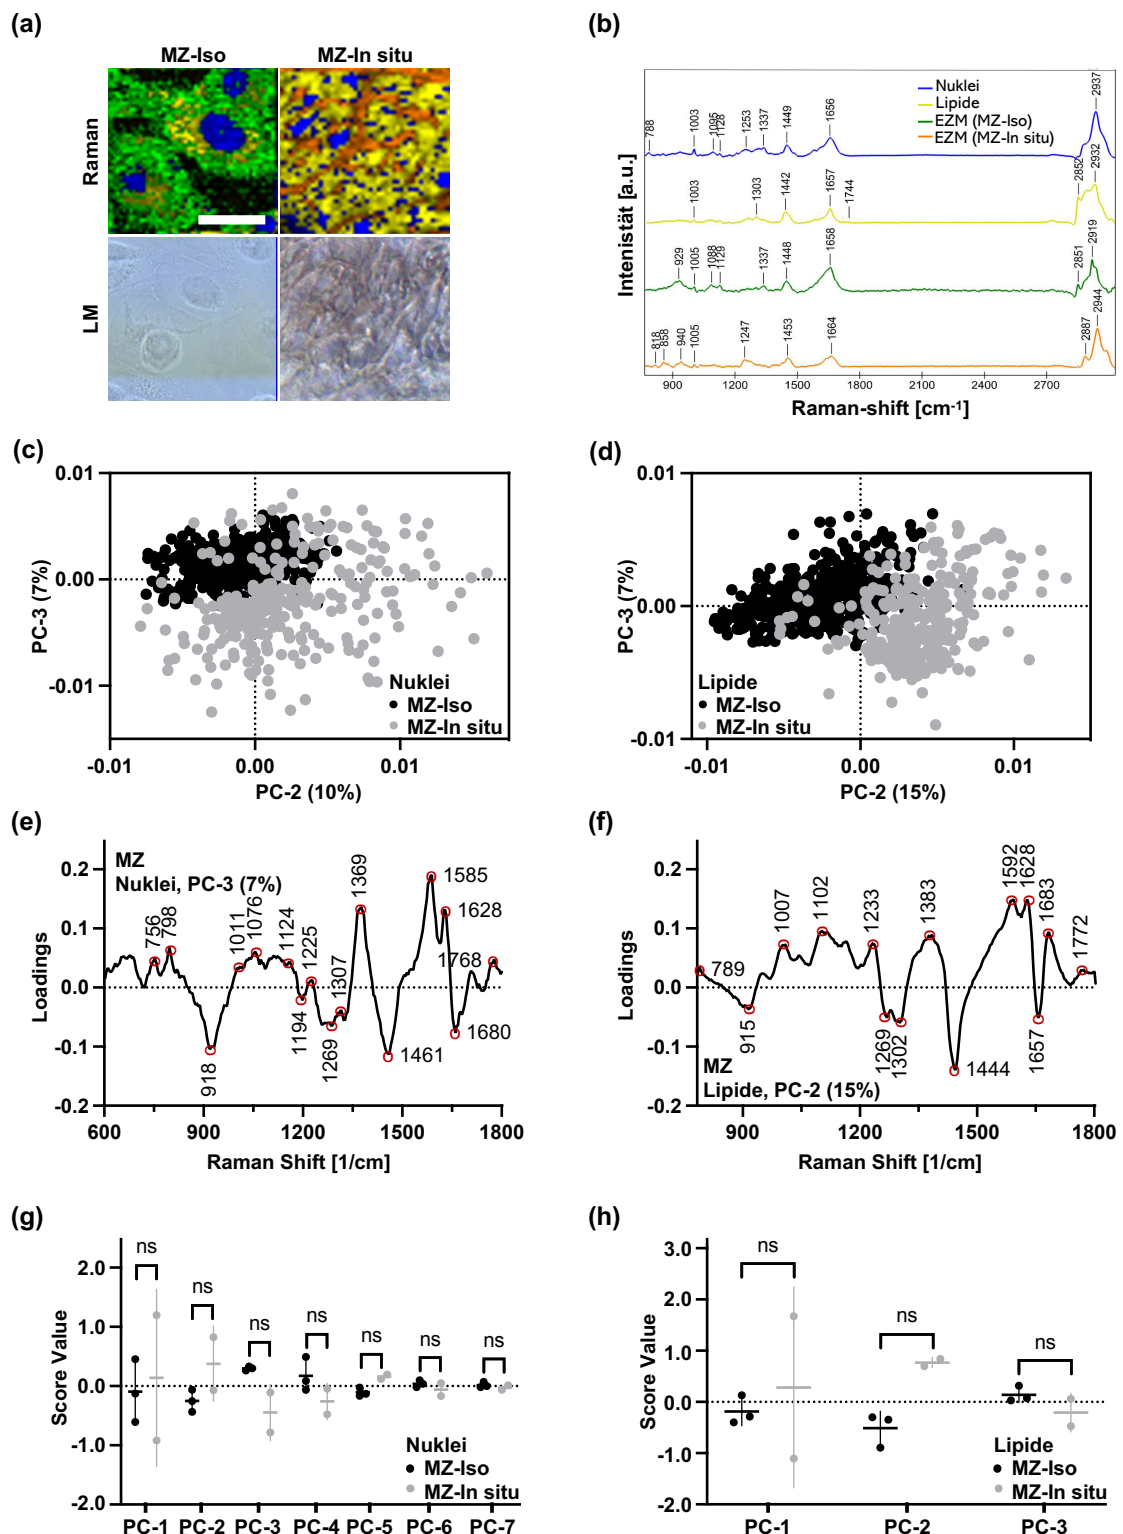 (a)
MZ-Iso MZ-In situ
Raman
LM
(b)
Nuklei
Lipide
EZM (MZ-Iso)
EZM (MZ-In situ)
788 1003 1095 1128 1253 1337 1449 1656 2937
1003 1303 1442 1657 1744 2852 2932
929 1005 1088 1129 1337 1448 1658 2851 2919
818 858 940 1005 1247 1453 1664 2887 2944
Intenistät [a.u.]
900 1200 1500 1800 2100 2400 2700
Raman-shift [cm-1]
(c)
0.01
0.00
-0.01
PC-3 (7%)
Nuklei
MZ-Iso
MZ-In situ
-0.01 0.00 0.01
PC-2 (10%)
(d)
0.01
0.00
-0.01
PC-3 (7%)
Lipide
MZ-Iso
MZ-In situ
-0.01 0.00 0.01
PC-2 (15%)
(e)
MZ
Nuklei, PC-3 (7%)
0.2
0.1
0.0
-0.1
-0.2
Loadings
756 798 918 1011 1076 1124 1194 1225 1269 1307 1369 1461 1585 1628 1680 1768
600 900 1200 1500 1800
Raman Shift [1/cm]
(f)
0.2
0.1
0.0
-0.1
-0.2
Loadings
789 915 1007 1102 1233 1269 1302 1383 1444 1592 1628 1657 1683 1772
MZ
Lipide, PC-2 (15%)
900 1200 1500 1800
Raman Shift [1/cm]
(g)
2.0
1.0
0.0
-1.0
-2.0
Score Value
ns ns ns ns ns ns ns
Nuklei
MZ-Iso
MZ-In situ
PC-1 PC-2 PC-3 PC-4 PC-5 PC-6 PC-7
(h)
3.0
2.0
1.0
0.0
-1.0
-2.0
Score Value
ns ns ns
Lipide
MZ-Iso
MZ-In situ
PC-1 PC-2 PC-3